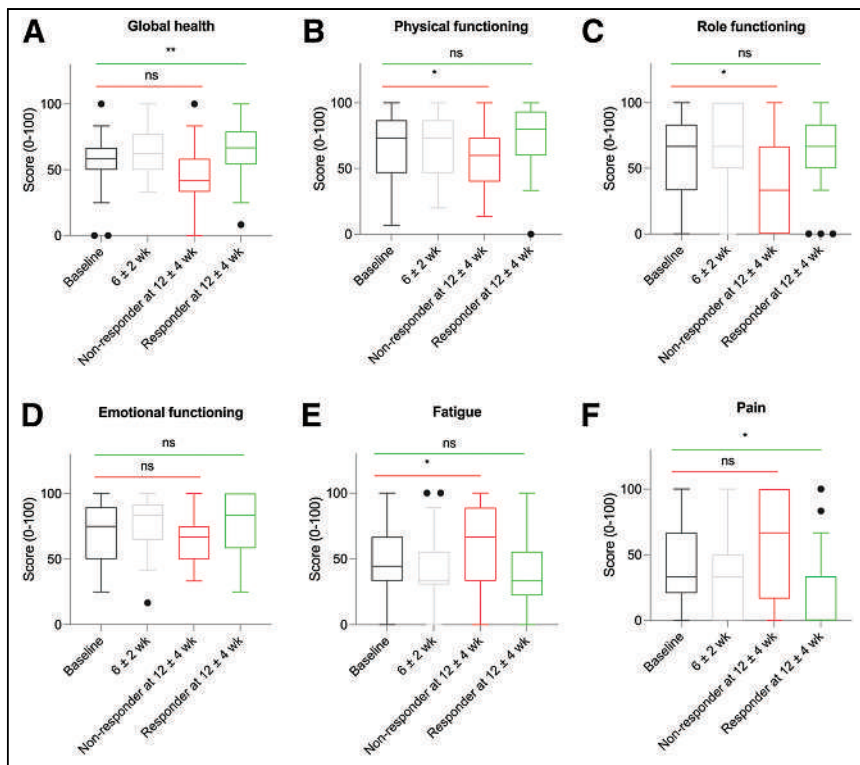 A
Global health
**
ns
Score (0-100)
100
50
0
Baseline
6 ± 2 wk
Non-responder at 12 ± 4 wk
Responder at 12 ± 4 wk
B
Physical functioning
ns
*
Score (0-100)
100
50
0
Baseline
6 ± 2 wk
Non-responder at 12 ± 4 wk
Responder at 12 ± 4 wk
C
Role functioning
ns
*
Score (0-100)
100
50
0
Baseline
6 ± 2 wk
Non-responder at 12 ± 4 wk
Responder at 12 ± 4 wk
D
Emotional functioning
ns
ns
Score (0-100)
100
50
0
Baseline
6 ± 2 wk
Non-responder at 12 ± 4 wk
Responder at 12 ± 4 wk
E
Fatigue
ns
*
Score (0-100)
100
50
0
Baseline
6 ± 2 wk
Non-responder at 12 ± 4 wk
Responder at 12 ± 4 wk
F
Pain
*
ns
Score (0-100)
100
50
0
Baseline
6 ± 2 wk
Non-responder at 12 ± 4 wk
Responder at 12 ± 4 wk